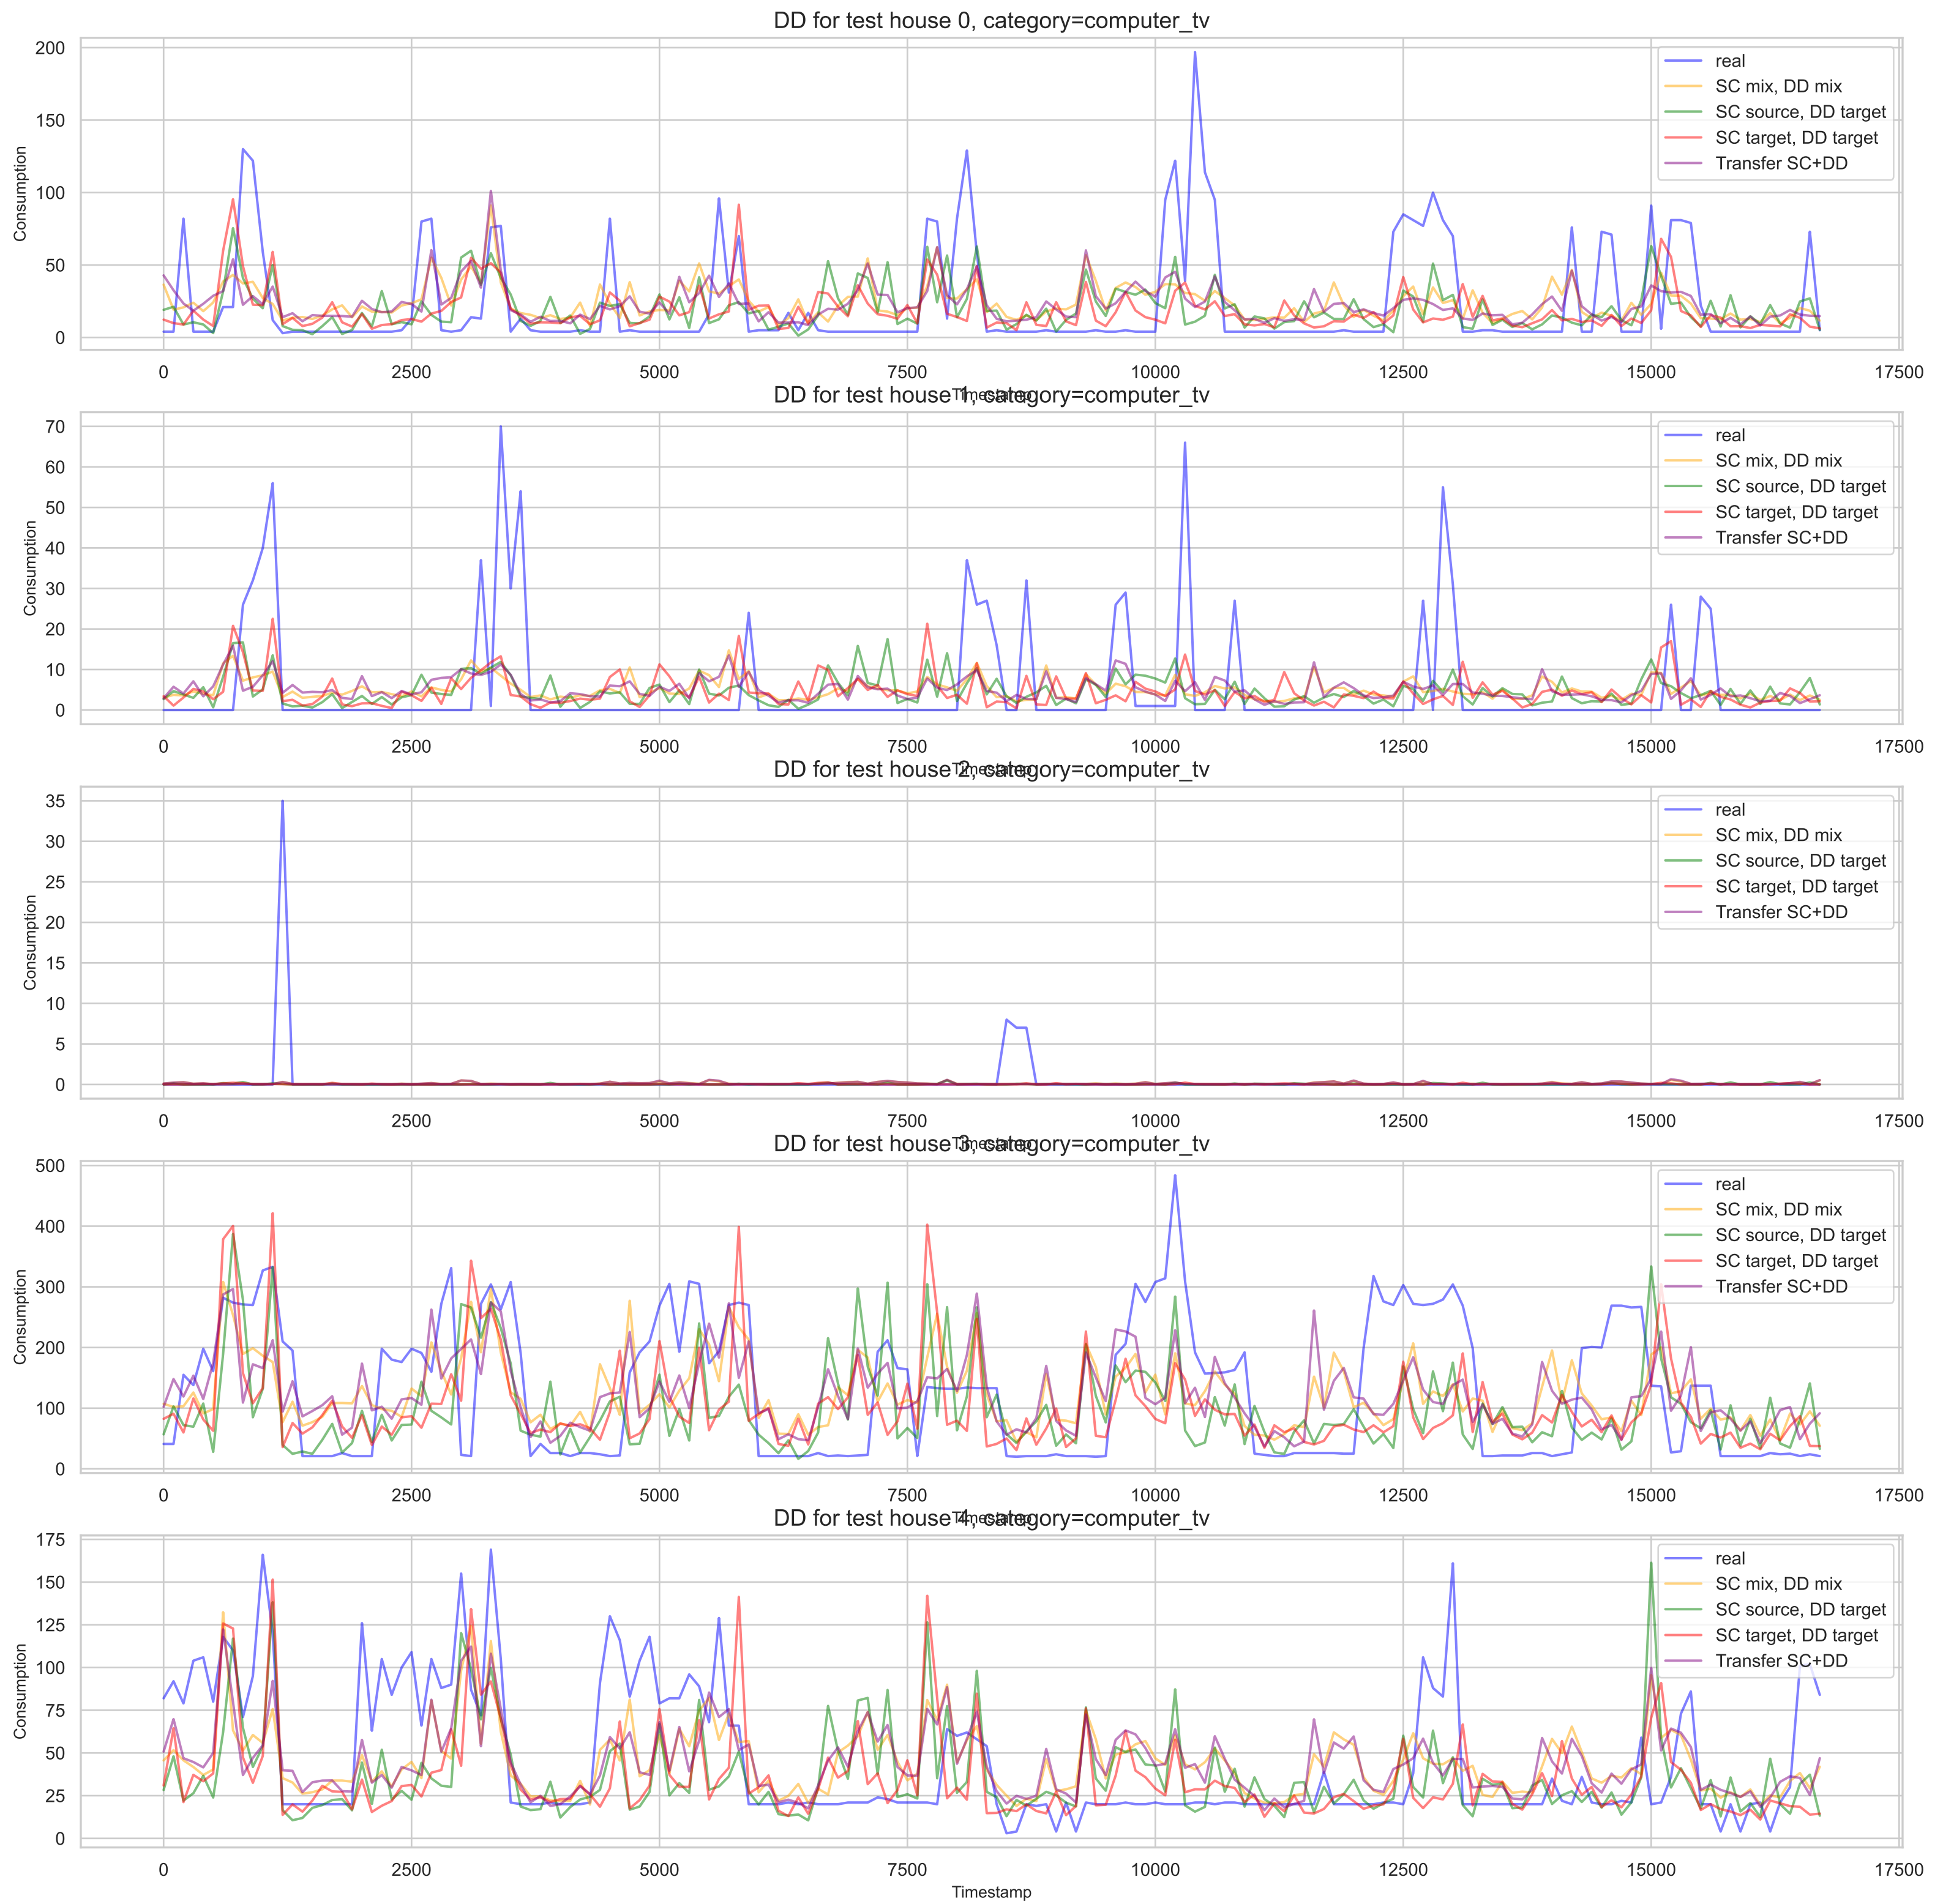 DD for test house 0, category=computer_tv
200
150
100
50
0
Consumption
real
SC mix, DD mix
SC source, DD target
SC target, DD target
Transfer SC+DD
0 2500 5000 7500 10000 12500 15000 17500
Timestamp
DD for test house 1, category=computer_tv
70
60
50
40
30
20
10
0
Consumption
real
SC mix, DD mix
SC source, DD target
SC target, DD target
Transfer SC+DD
0 2500 5000 7500 10000 12500 15000 17500
Timestamp
DD for test house 2, category=computer_tv
35
30
25
20
15
10
5
0
Consumption
real
SC mix, DD mix
SC source, DD target
SC target, DD target
Transfer SC+DD
0 2500 5000 7500 10000 12500 15000 17500
Timestamp
DD for test house 3, category=computer_tv
500
400
300
200
100
0
Consumption
real
SC mix, DD mix
SC source, DD target
SC target, DD target
Transfer SC+DD
0 2500 5000 7500 10000 12500 15000 17500
Timestamp
DD for test house 4, category=computer_tv
175
150
125
100
75
50
25
0
Consumption
real
SC mix, DD mix
SC source, DD target
SC target, DD target
Transfer SC+DD
0 2500 5000 7500 10000 12500 15000 17500
Timestamp